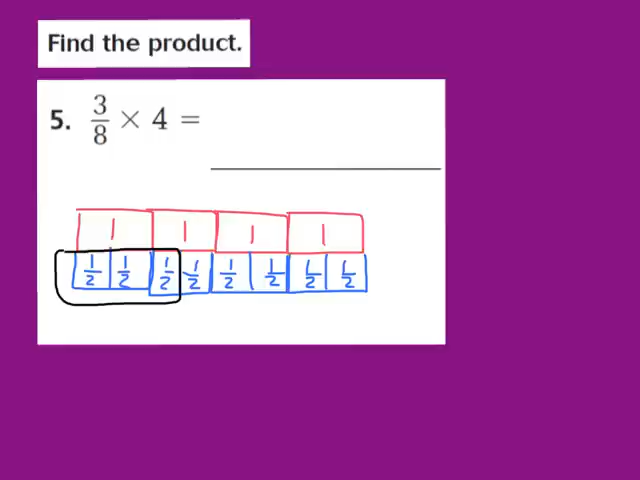 Find the product.
5. 3/8 × 4 =
1 1 1 1
1/2 1/2 1/2 1/2 1/2 1/2 1/2 1/2